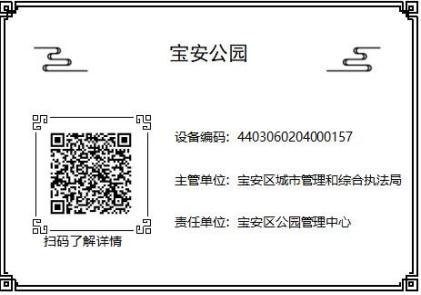 宝安公园
设备编码：4403060204000157
主管单位：宝安区城市管理和综合执法局
责任单位：宝安区公园管理中心
扫码了解详情